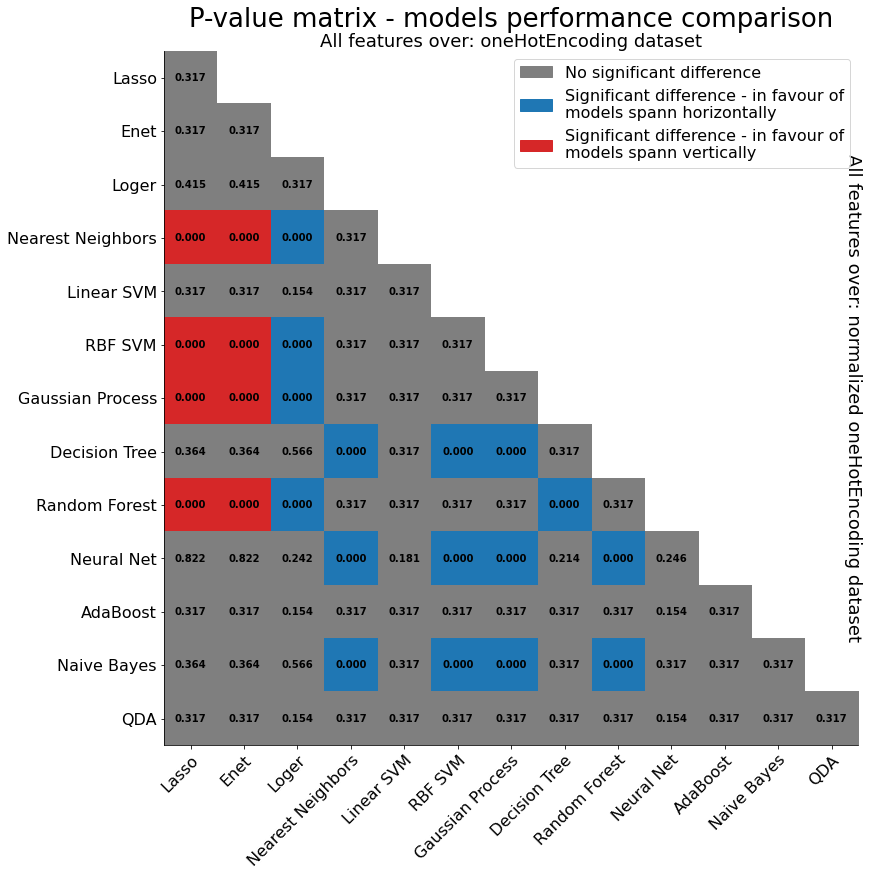 P-value matrix - models performance comparison
All features over: oneHotEncoding dataset
No significant difference
Significant difference - in favour of
models spann horizontally
Significant difference - in favour of
models spann vertically
All features over: normalized oneHotEncoding dataset
Lasso 0.317
Enet 0.317 0.317
Loger 0.415 0.415 0.317
Nearest Neighbors 0.000 0.000 0.000 0.317
Linear SVM 0.317 0.317 0.154 0.317 0.317
RBF SVM 0.000 0.000 0.000 0.317 0.317 0.317
Gaussian Process 0.000 0.000 0.000 0.317 0.317 0.317 0.317
Decision Tree 0.364 0.364 0.566 0.000 0.317 0.000 0.000 0.317
Random Forest 0.000 0.000 0.000 0.317 0.317 0.317 0.317 0.000 0.317
Neural Net 0.822 0.822 0.242 0.000 0.181 0.000 0.000 0.214 0.000 0.246
AdaBoost 0.317 0.317 0.154 0.317 0.317 0.317 0.317 0.317 0.317 0.154 0.317
Naive Bayes 0.364 0.364 0.566 0.000 0.317 0.000 0.000 0.317 0.000 0.317 0.317 0.317
QDA 0.317 0.317 0.154 0.317 0.317 0.317 0.317 0.317 0.317 0.154 0.317 0.317 0.317
Lasso
Enet
Loger
Nearest Neighbors
Linear SVM
RBF SVM
Gaussian Process
Decision Tree
Random Forest
Neural Net
AdaBoost
Naive Bayes
QDA